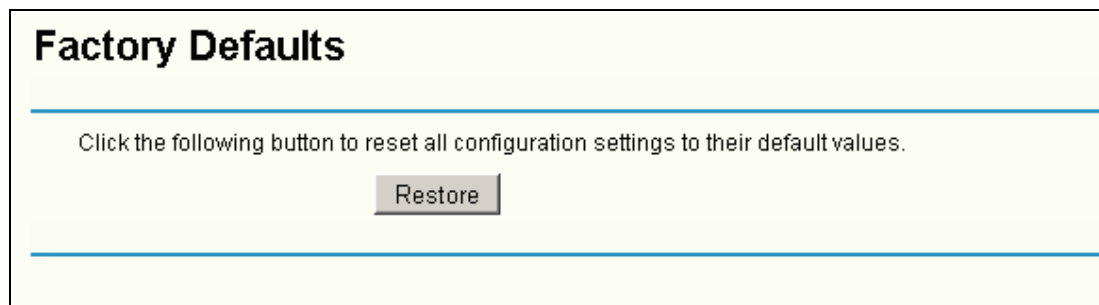 Factory Defaults
Click the following button to reset all configuration settings to their default values.
Restore